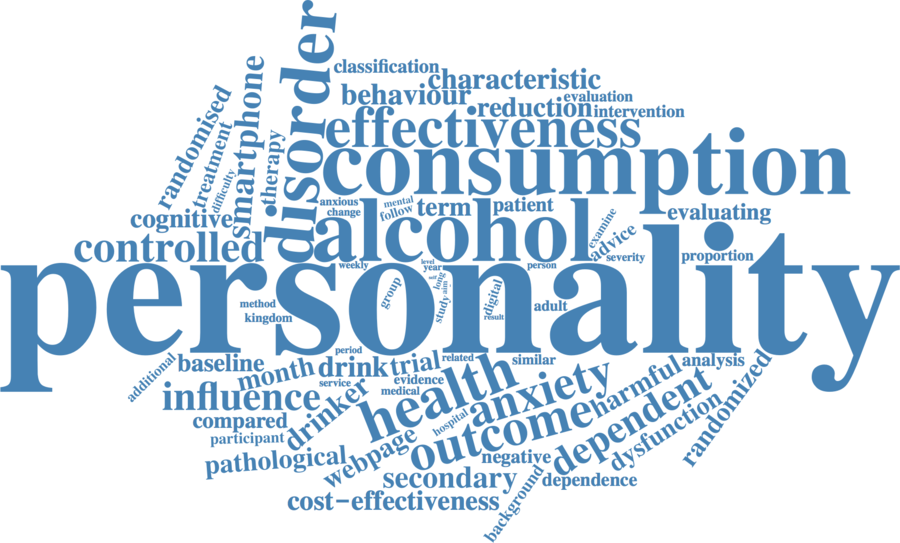 disorder
classification
characteristic
behaviour
evaluation
reduction
intervention
randomised
treatment
smartphone
therapy
difficulty
effectiveness
consumption
anxious
change
mental
follow
term
patient
evaluating
cognitive
controlled
alcohol
examine
advice
severity
proportion
personality
weekly
level
year
person
group
long
study
aim
digital
result
adult
method
kingdom
additional
baseline
month
period
drink
trial
related
similar
analysis
service
evidence
medical
influence
drinker
health
anxiety
harmful
randomized
compared
participant
hospital
outcome
dependent
dysfunction
pathological
webpage
negative
secondary
dependence
cost-effectiveness
background